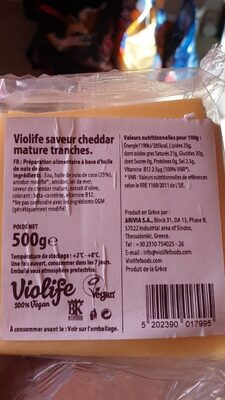 Violife saveur cheddar
mature tranches.
FR : Préparation alimentaire à base d'huile
de noix de coco.
Ingrédients : Eau, huile de noix de coco (23%),
amidon modifié*, amidon, sel de mer,
saveur de cheddar mature, extrait d'olive,
colorant : béta-carotène, vitamine B12.
*Ne pas confondre avec les ingrédients OGM
(génétiquement modifié).
POIDS NET
500g e
Température de stockage : +2°C - +8°C.
Une fois ouvert, consommer dans les 7 jours.
Emballé sous atmosphère protectrice.
Violife
100% Vegan
Vegan
BK
À consommer avant le : Voir sur l'emballage.
Valeurs nutritionnelles pour 100g :
Énergie1190kJ/285kcal, Lipides 23g,
dont acides gras Saturés 21g, Glucides 20g,
dont Sucres 0g, Protéines 0g, Sel 2.3g,
Vitamine B12 2.5μg (100% VNR*).
* VNR: Valeurs nutritionnelles de références
selon le RRE 1169/2011 de L'UE.
Produit en Grèce par :
ARIVIA S.A., Block 31, DA 13, Phase B,
57022 Industrial area of Sindos,
Thessaloniki, Greece.
Tel : +30 2310 754025 - 26
E-mail : info@violifefoods.com
Violifefoods.com
Produit de la Grèce
5 202390 017995